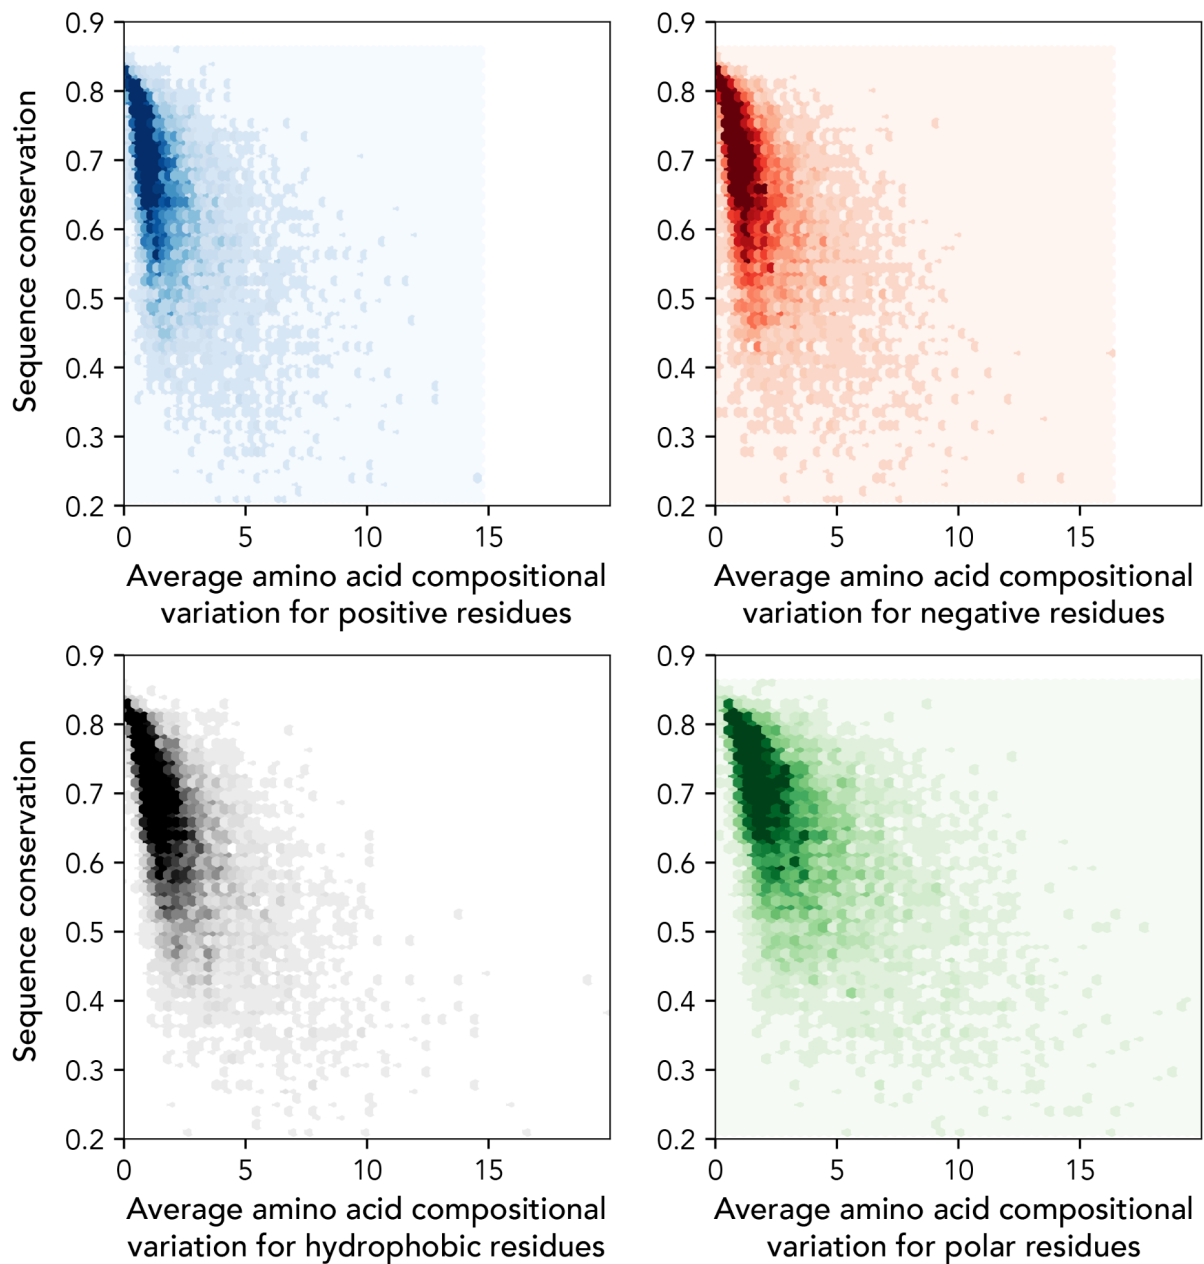 0.9
0.8
0.7
0.6
0.5
0.4
0.3
0.2
Sequence conservation
0 5 10 15
Average amino acid compositional
variation for positive residues
0.9
0.8
0.7
0.6
0.5
0.4
0.3
0.2
0 5 10 15
Average amino acid compositional
variation for negative residues
0.9
0.8
0.7
0.6
0.5
0.4
0.3
0.2
Sequence conservation
0 5 10 15
Average amino acid compositional
variation for hydrophobic residues
0.9
0.8
0.7
0.6
0.5
0.4
0.3
0.2
0 5 10 15
Average amino acid compositional
variation for polar residues